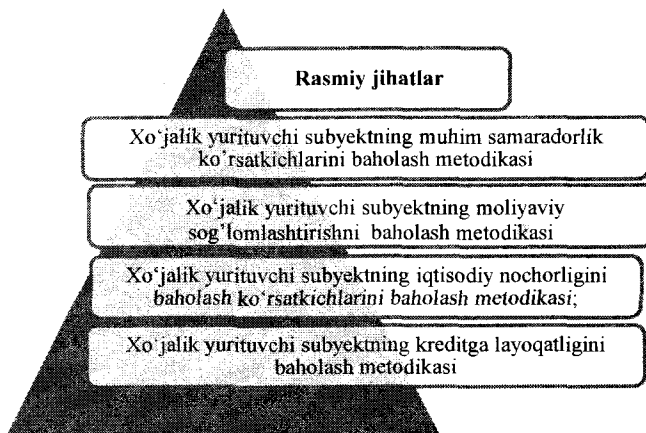 Rasmiy jihatlar
Xo‘jalik yurituvchi subyektning muhim samaradorlik
ko‘rsatkichlarini baholash metodikasi
Xo‘jalik yurituvchi subyektning moliyaviy
sog‘lomlashtirishni baholash metodikasi
Xo‘jalik yurituvchi subyektning iqtisodiy nochorligini
baholash ko‘rsatkichlarini baholash metodikasi;
Xo‘jalik yurituvchi subyektning kreditga layoqatligini
baholash metodikasi